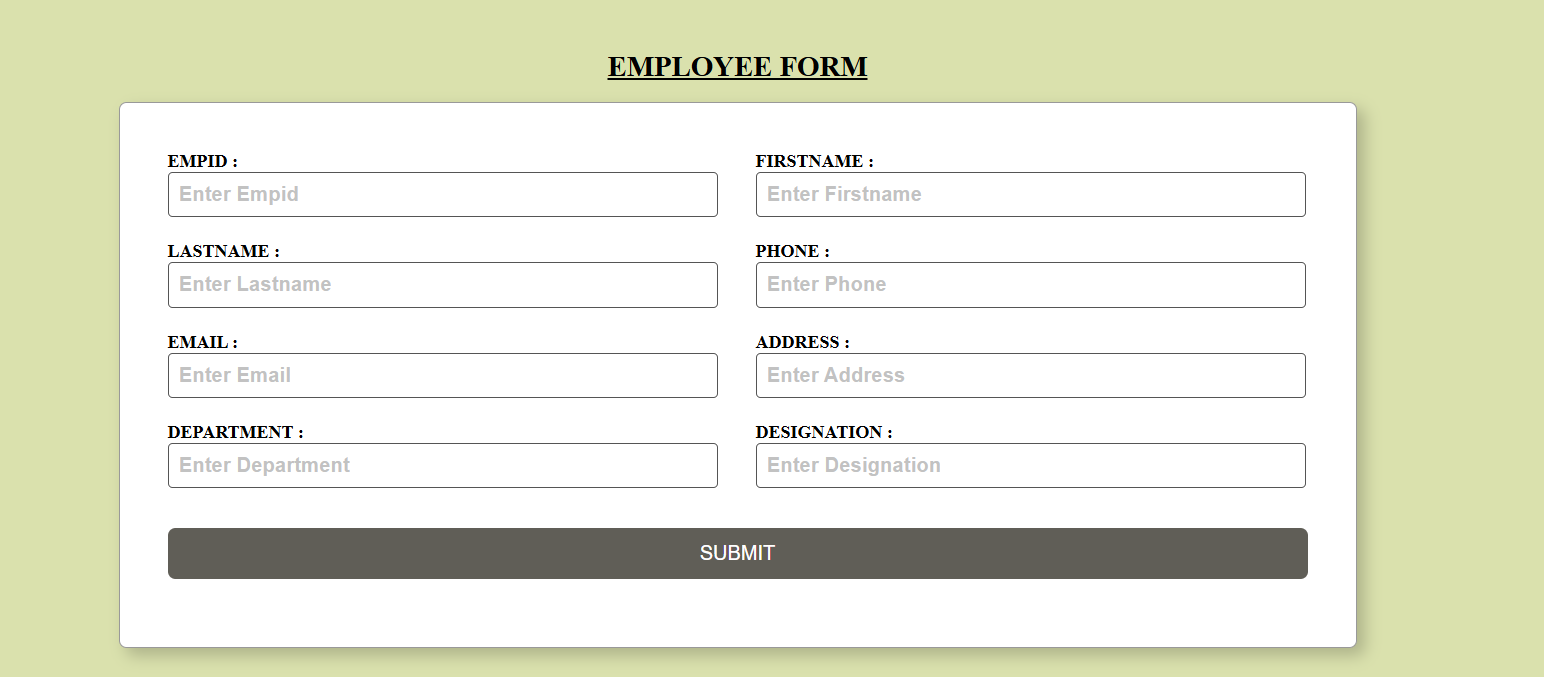 EMPLOYEE FORM
EMPID :
Enter Empid
FIRSTNAME :
Enter Firstname
LASTNAME :
Enter Lastname
PHONE :
Enter Phone
EMAIL :
Enter Email
ADDRESS :
Enter Address
DEPARTMENT :
Enter Department
DESIGNATION :
Enter Designation
SUBMIT